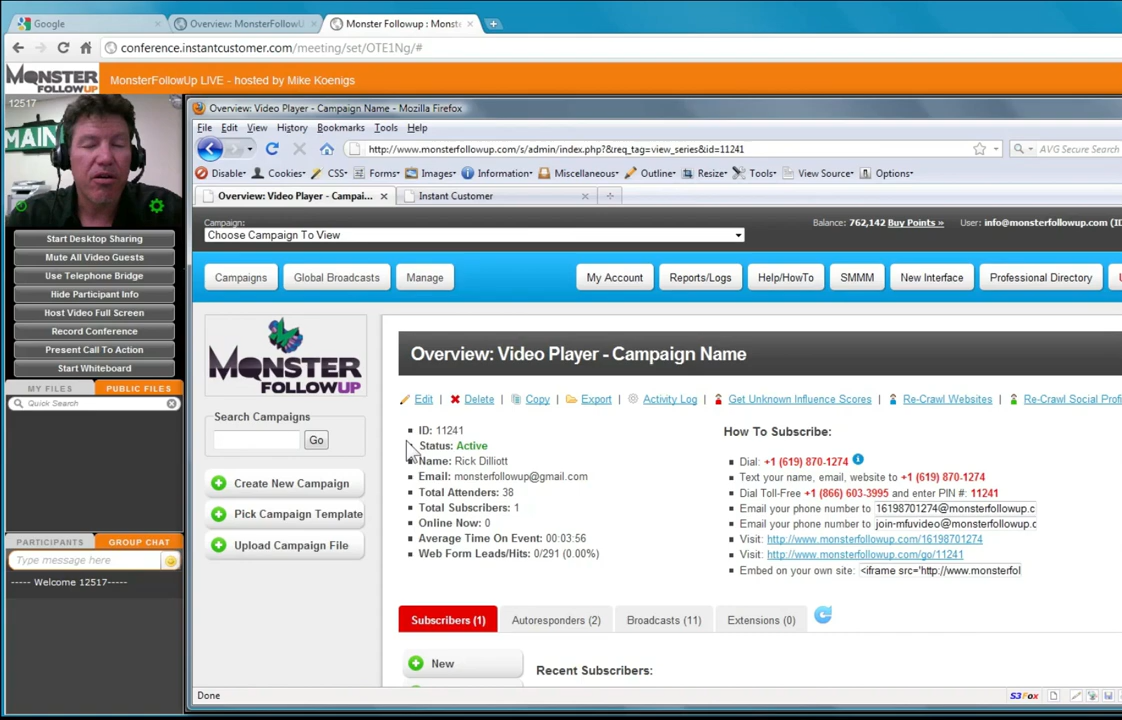 Google
Overview: MonsterFollowU
Monster Followup : Monste
conference.instantcustomer.com/meeting/set/OTE1Ng/#
MONSTER
FOLLOWUP
MonsterFollowUp LIVE - hosted by Mike Koenigs
12517
MAIN
Start Desktop Sharing
Mute All Video Guests
Use Telephone Bridge
Hide Participant Info
Host Video Full Screen
Record Conference
Present Call To Action
Start Whiteboard
MY FILES
PUBLIC FILES
Quick Search
PARTICIPANTS
GROUP CHAT
Type message here
----- Welcome 12517-----
Overview: Video Player - Campaign Name - Mozilla Firefox
File Edit View History Bookmarks Tools Help
http://www.monsterfollowup.com/s/admin/index.php?&req_tag=view_series&id=11241
AVG Secure Search
Disable Cookies CSS Forms Images Information Miscellaneous Outline Resize Tools View Source Options
Overview: Video Player - Campai...
Instant Customer
Campaign:
Choose Campaign To View
Balance: 762,142 Buy Points »
User: info@monsterfollowup.com (ID
Campaigns
Global Broadcasts
Manage
My Account
Reports/Logs
Help/HowTo
SMMM
New Interface
Professional Directory
MONSTER
FOLLOWUP
Search Campaigns
Go
Create New Campaign
Pick Campaign Template
Upload Campaign File
Overview: Video Player - Campaign Name
Edit | Delete | Copy | Export | Activity Log | Get Unknown Influence Scores | Re-Crawl Websites | Re-Crawl Social Profi
ID: 11241
Status: Active
Name: Rick Dilliott
Email: monsterfollowup@gmail.com
Total Attenders: 38
Total Subscribers: 1
Online Now: 0
Average Time On Event: 00:03:56
Web Form Leads/Hits: 0/291 (0.00%)
How To Subscribe:
Dial: +1 (619) 870-1274
Text your name, email, website to +1 (619) 870-1274
Dial Toll-Free +1 (866) 603-3995 and enter PIN #: 11241
Email your phone number to 16198701274@monsterfollowup.c
Email your phone number to join-mfuvideo@monsterfollowup.c
Visit: http://www.monsterfollowup.com/16198701274
Visit: http://www.monsterfollowup.com/go/11241
Embed on your own site: <iframe src='http://www.monsterfol
Subscribers (1)
Autoresponders (2)
Broadcasts (11)
Extensions (0)
New
Recent Subscribers:
Done
S3Fox